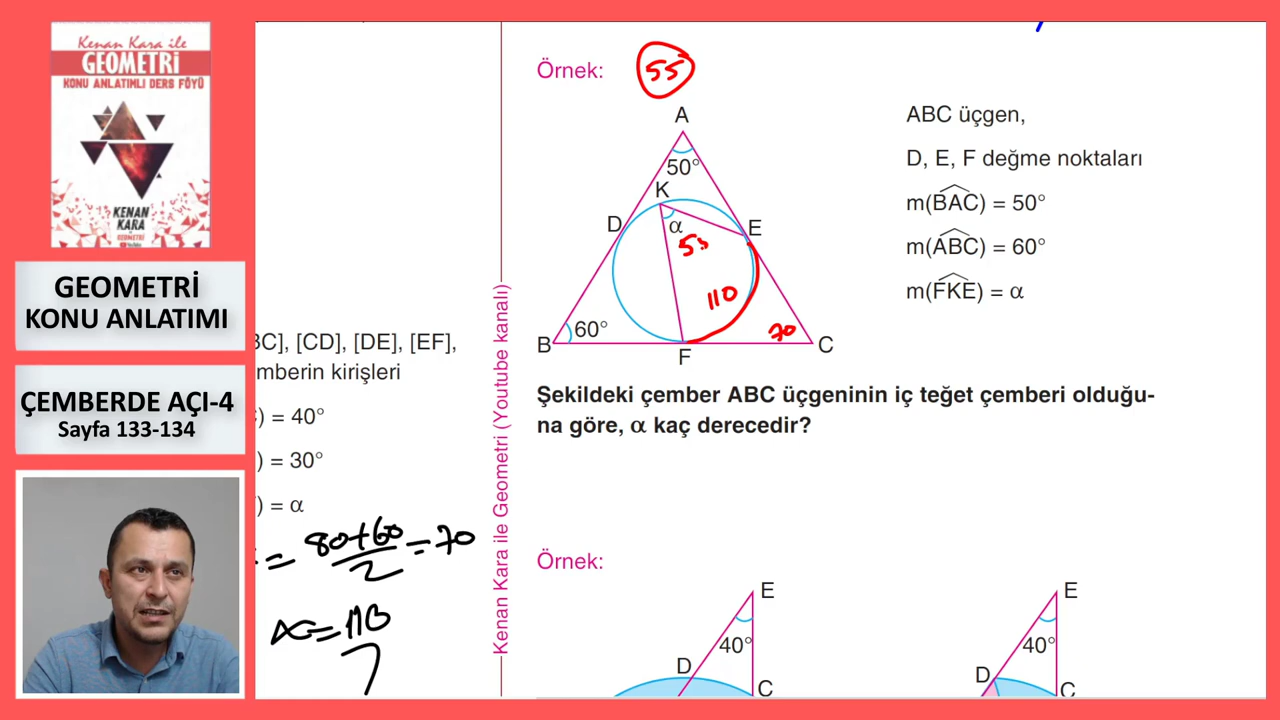 Kenan Kara ile
GEOMETRİ
KONU ANLATIMLI DERS FÖYÜ
KENAN
KARA
GEOMETRİ
GEOMETRİ
KONU ANLATIMI
ÇEMBERDE AÇI-4
Sayfa 133-134
BC], [CD], [DE], [EF],
mberin kirişleri
) = 40°
) = 30°
) = α
= 80+60 / 2 = 70
= 110
Kenan Kara ile Geometri (Youtube kanalı)
Örnek:
55
A
50°
K
D
α
E
55
110
70
B
60°
F
C
ABC üçgen,
D, E, F değme noktaları
m(BAC) = 50°
m(ABC) = 60°
m(FKE) = α
Şekildeki çember ABC üçgeninin iç teğet çemberi olduğu-
na göre, α kaç derecedir?
Örnek:
E
40°
D
C
E
40°
D
C